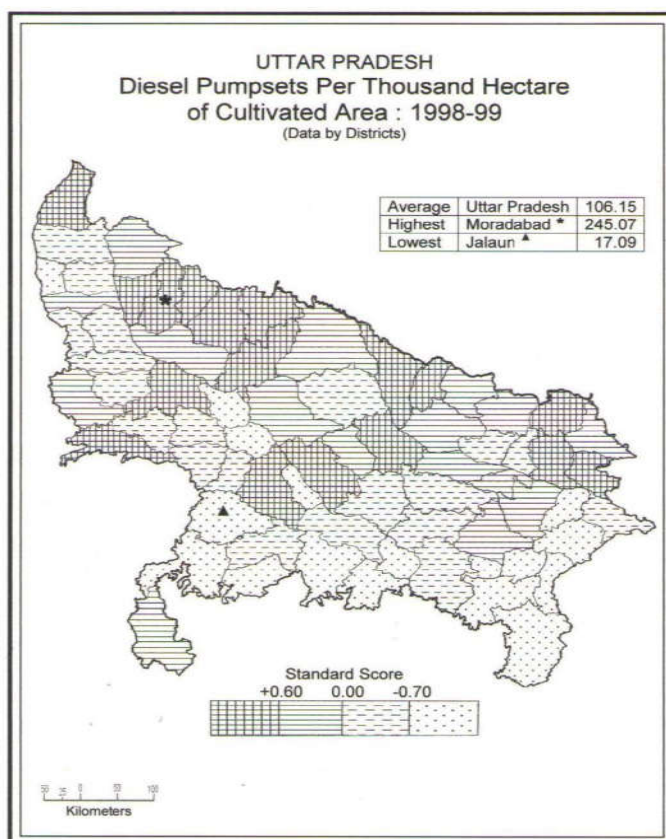 UTTAR PRADESH
Diesel Pumpsets Per Thousand Hectare
of Cultivated Area : 1998-99
(Data by Districts)
Average Uttar Pradesh 106.15
Highest Moradabad * 245.07
Lowest Jalaun ▲ 17.09
Standard Score
+0.60 0.00 -0.70
Kilometers